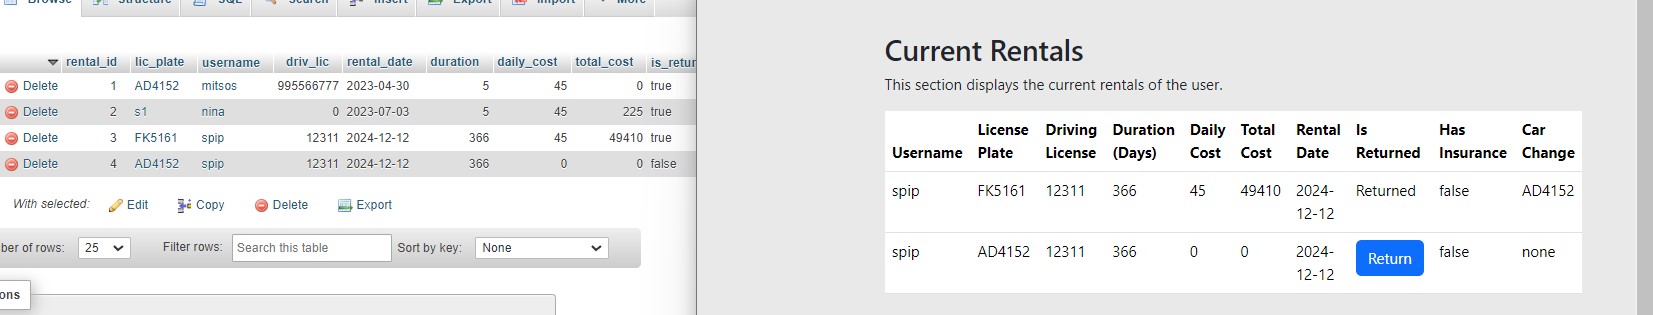 Browse Structure SQL Search Insert Export Import More
rental_id lic_plate username driv_lic rental_date duration daily_cost total_cost is_retur
Delete 1 AD4152 mitsos 995566777 2023-04-30 5 45 0 true
Delete 2 s1 nina 0 2023-07-03 5 45 225 true
Delete 3 FK5161 spip 12311 2024-12-12 366 45 49410 true
Delete 4 AD4152 spip 12311 2024-12-12 366 0 0 false
With selected: Edit Copy Delete Export
ber of rows: 25 Filter rows: Search this table Sort by key: None
ons
Current Rentals
This section displays the current rentals of the user.
License Driving Duration Daily Total Rental Is Has Car
Username Plate License (Days) Cost Cost Date Returned Insurance Change
spip FK5161 12311 366 45 49410 2024- Returned false AD4152
12-12
spip AD4152 12311 366 0 0 2024- Return false none
12-12